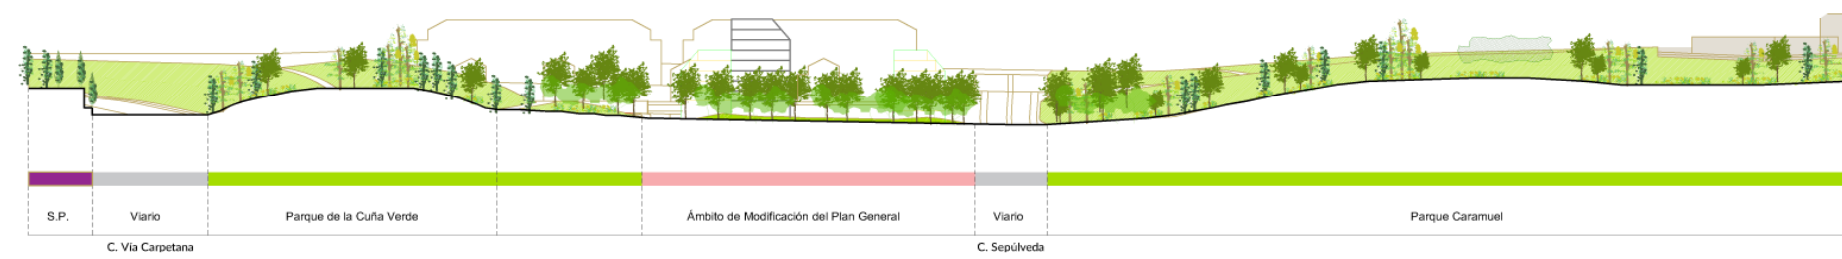 S.P.
Viario
Parque de la Cuña Verde
Ámbito de Modificación del Plan General
Viario
Parque Caramuel
C. Vía Carpetana
C. Sepúlveda